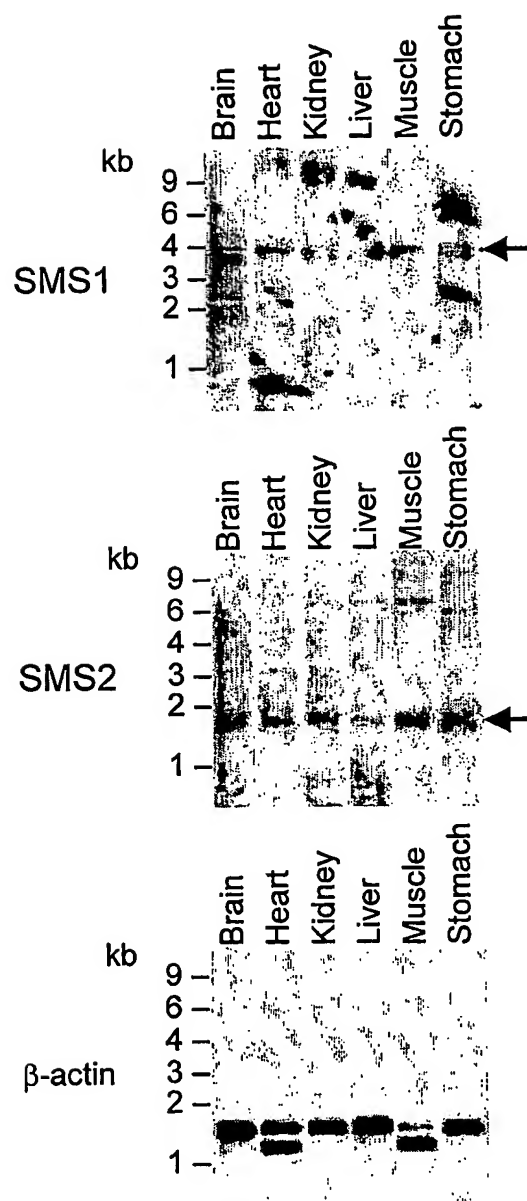 Brain Heart Kidney Liver Muscle Stomach
kb
9
6
4
3
2
1
SMS1
Brain Heart Kidney Liver Muscle Stomach
kb
9
6
4
3
2
1
SMS2
Brain Heart Kidney Liver Muscle Stomach
kb
9
6
4
3
2
1
β-actin